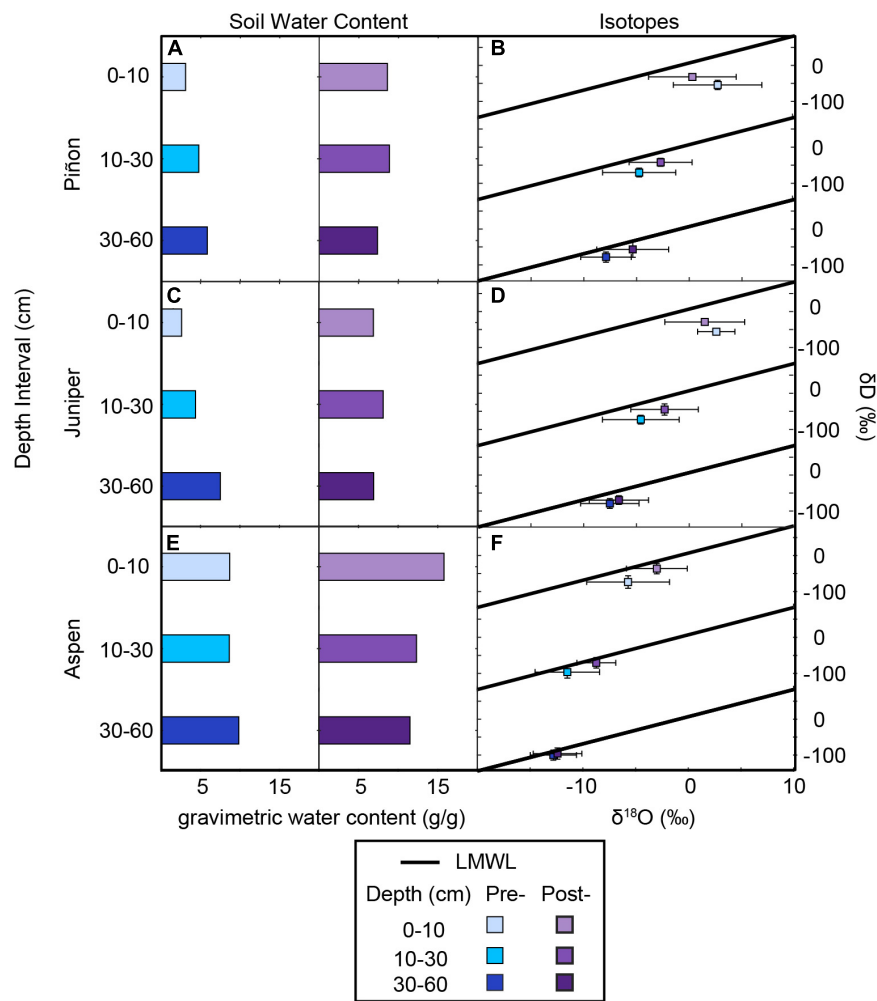 Soil Water Content Isotopes
A B
0-10 0
-100
10-30 0
-100
Piñon
30-60 0
-100
C D
0-10 0
-100
10-30 0
-100
Juniper
30-60 0
-100
E F
0-10 0
-100
10-30 0
-100
Aspen
30-60 0
-100
Depth Interval (cm)
δD (‰)
5 15 5 15 -10 0 10
gravimetric water content (g/g) δ¹⁸O (‰)
LMWL
Depth (cm) Pre- Post-
0-10
10-30
30-60